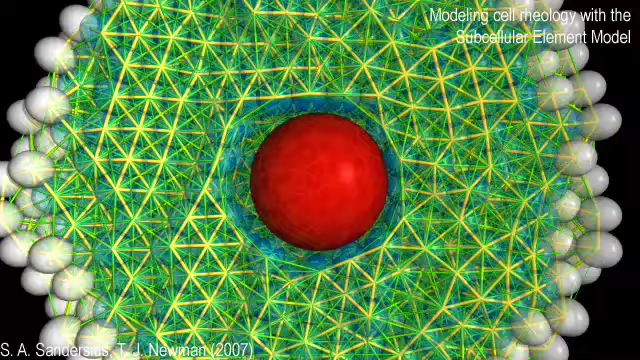 Modeling cell rheology with the
Subcellular Element Model
S. A. Sandersius, T. J. Newman (2007)